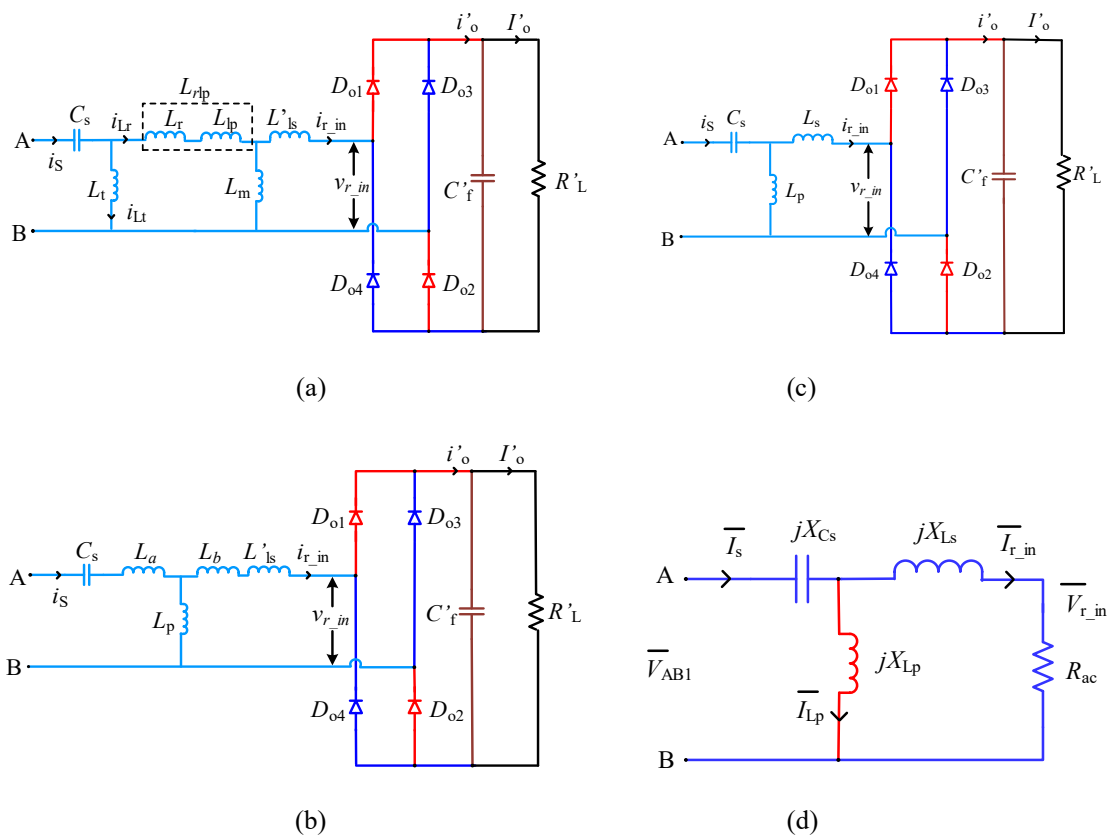 i'o I'o
Lrlp
Do1 Do3
Cs iLr Lr Llp L'ls ir_in
A
iS
Lt Lm vr_in C'f R'L
iLt
B
Do4 Do2
(a)
i'o I'o
Do1 Do3
iS Cs Ls ir_in
A
Lp vr_in C'f R'L
B
Do4 Do2
(c)
i'o I'o
Do1 Do3
Cs La Lb L'ls ir_in
A
iS
Lp vr_in C'f R'L
B
Do4 Do2
(b)
Is jXCs jXLs Ir_in
A
Vr_in
VAB1 jXLp Rac
ILp
B
(d)